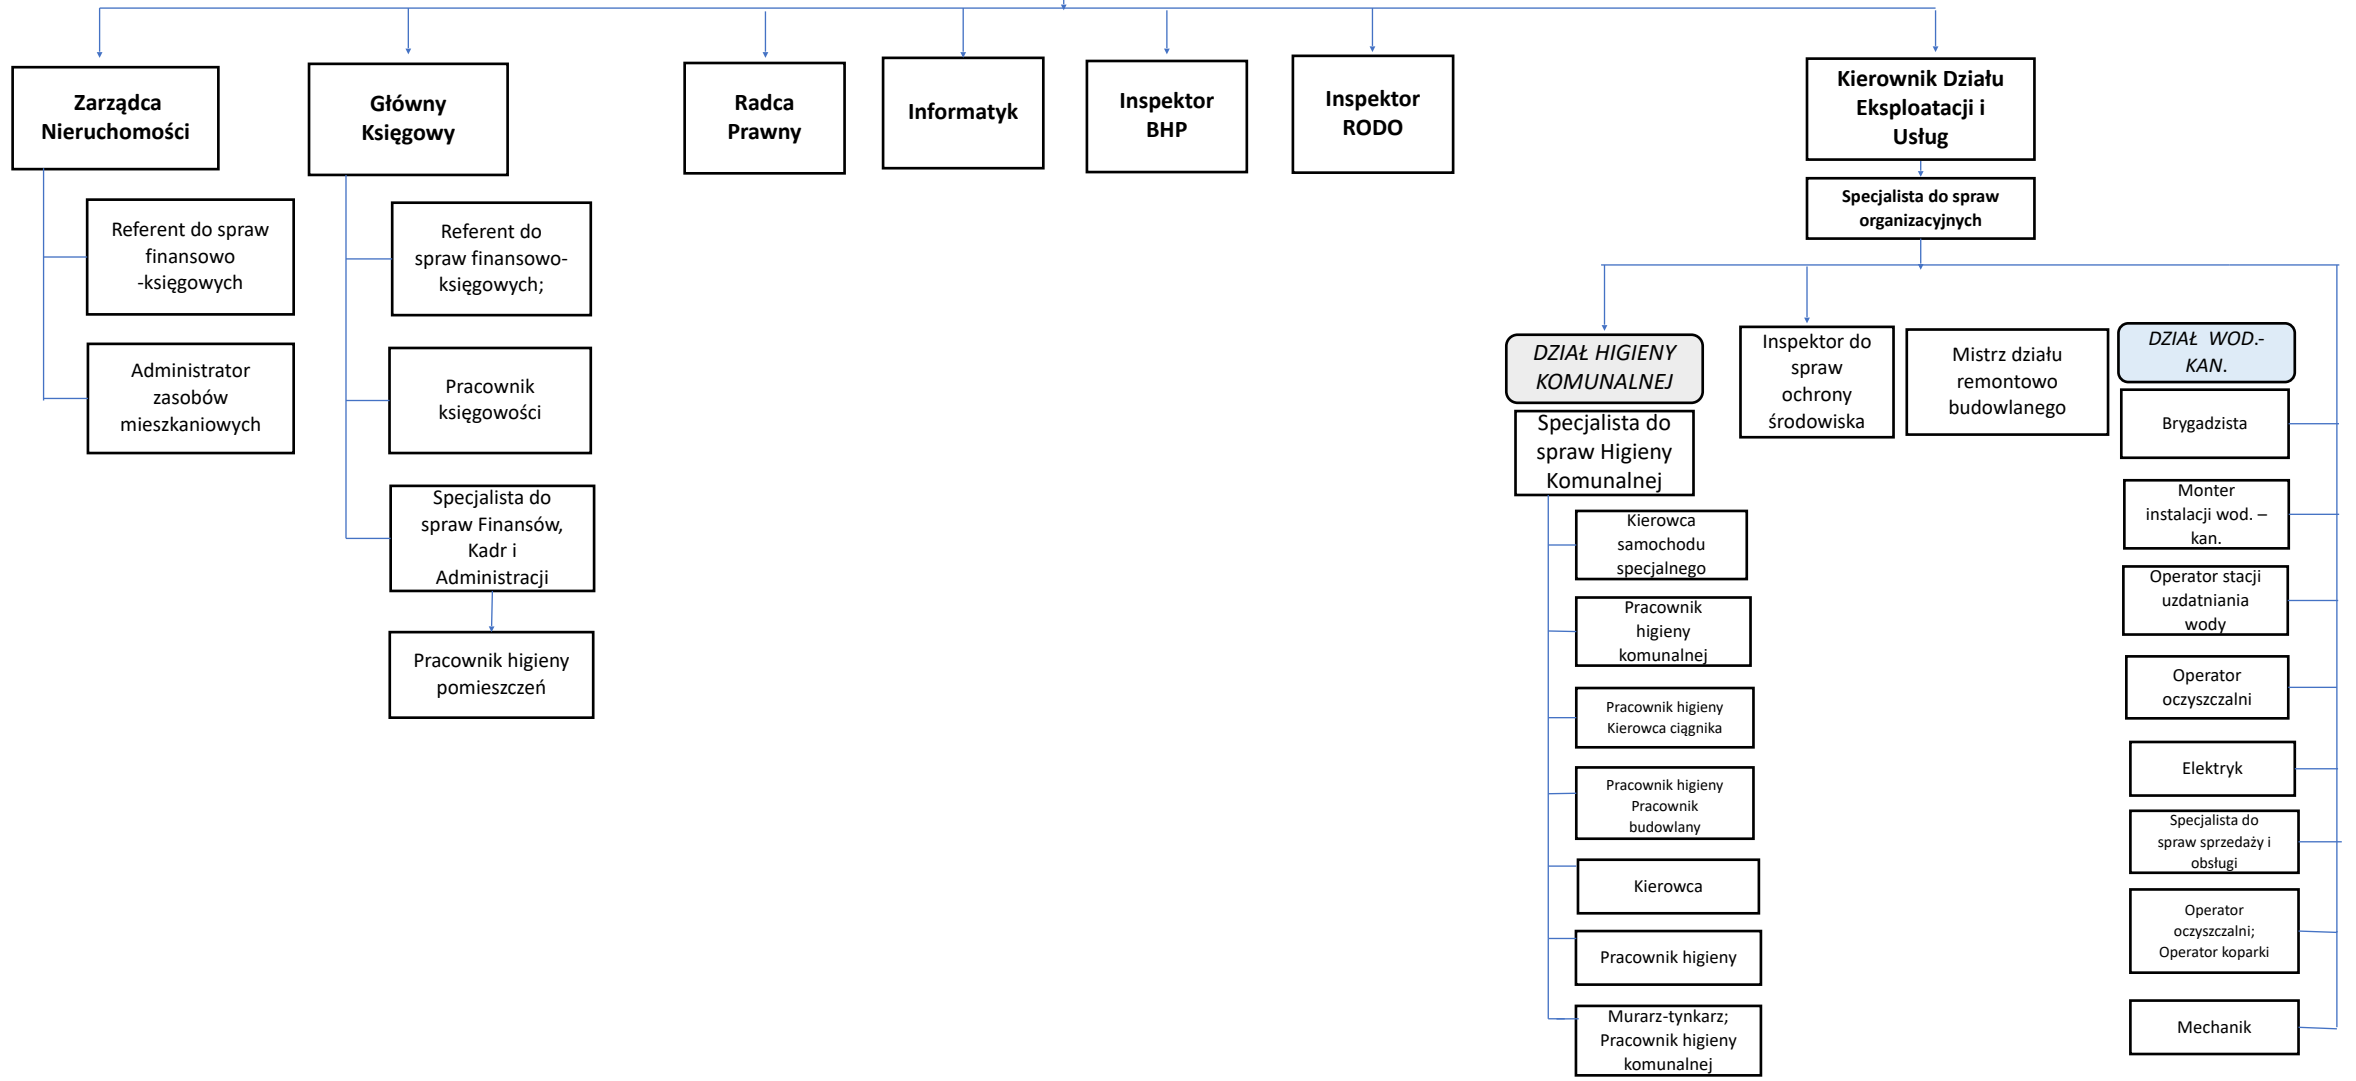 Zarządca
Nieruchomości
Główny
Księgowy
Radca
Prawny
Informatyk
Inspektor
BHP
Inspektor
RODO
Kierownik Działu
Eksploatacji i
Usług
Specjalista do spraw
organizacyjnych
Referent do spraw
finansowo
-księgowych
Administrator
zasobów
mieszkaniowych
Referent do
spraw finansowo-
księgowych;
Pracownik
księgowości
Specjalista do
spraw Finansów,
Kadr i
Administracji
Pracownik higieny
pomieszczeń
DZIAŁ HIGIENY
KOMUNALNEJ
Specjalista do
spraw Higieny
Komunalnej
Kierowca
samochodu
specjalnego
Pracownik
higieny
komunalnej
Pracownik higieny
Kierowca ciągnika
Pracownik higieny
Pracownik
budowlany
Kierowca
Pracownik higieny
Murarz-tynkarz;
Pracownik higieny
komunalnej
Inspektor do
spraw
ochrony
środowiska
Mistrz działu
remontowo
budowlanego
DZIAŁ WOD.-
KAN.
Brygadzista
Monter
instalacji wod. –
kan.
Operator stacji
uzdatniania
wody
Operator
oczyszczalni
Elektryk
Specjalista do
spraw sprzedaży i
obsługi
Operator
oczyszczalni;
Operator koparki
Mechanik